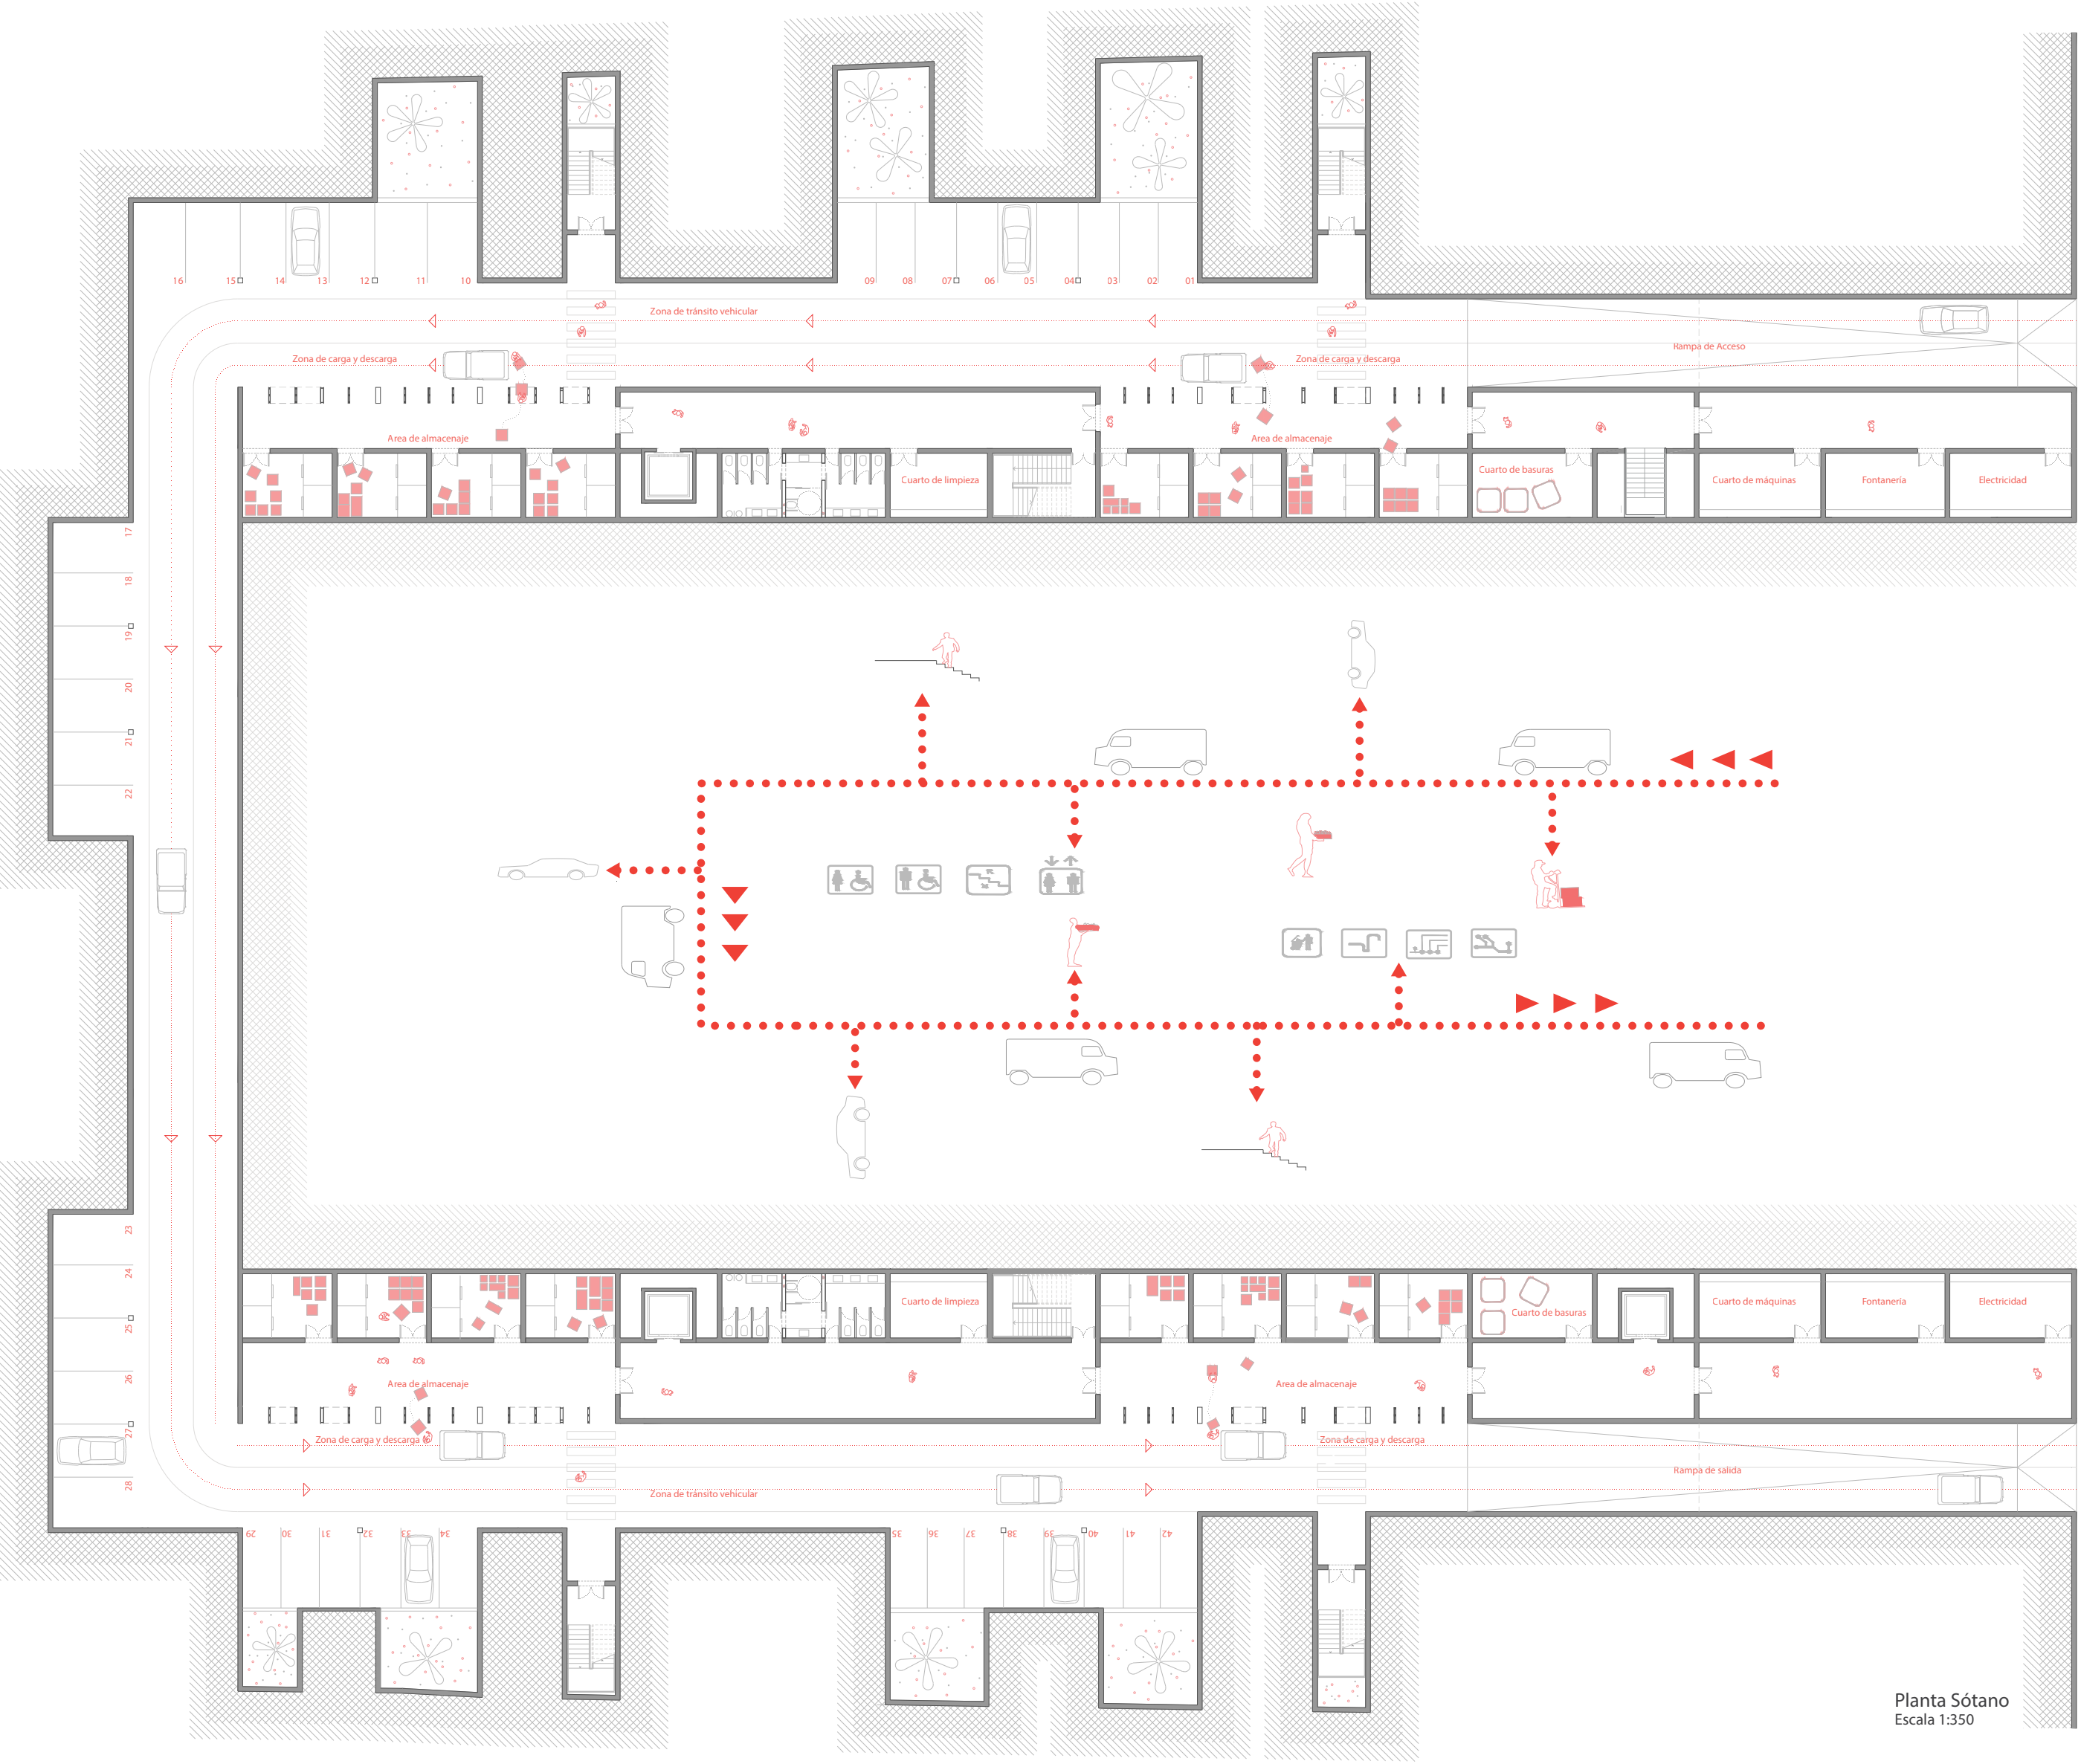 16
15
14
13
12
11
10
09
08
07
06
05
04
03
02
01
Zona de tránsito vehicular
Rampa de Acceso
Zona de carga y descarga
Zona de carga y descarga
Area de almacenaje
Area de almacenaje
Cuarto de basuras
Cuarto de limpieza
Cuarto de máquinas
Fontanería
Electricidad
17
18
19
20
21
22
23
24
25
26
27
28
Cuarto de limpieza
Cuarto de basuras
Cuarto de máquinas
Fontanería
Electricidad
Area de almacenaje
Area de almacenaje
Zona de carga y descarga
Zona de carga y descarga
Rampa de salida
Zona de tránsito vehicular
29
30
31
32
33
34
35
36
37
38
39
40
41
42
Planta Sótano
Escala 1:350